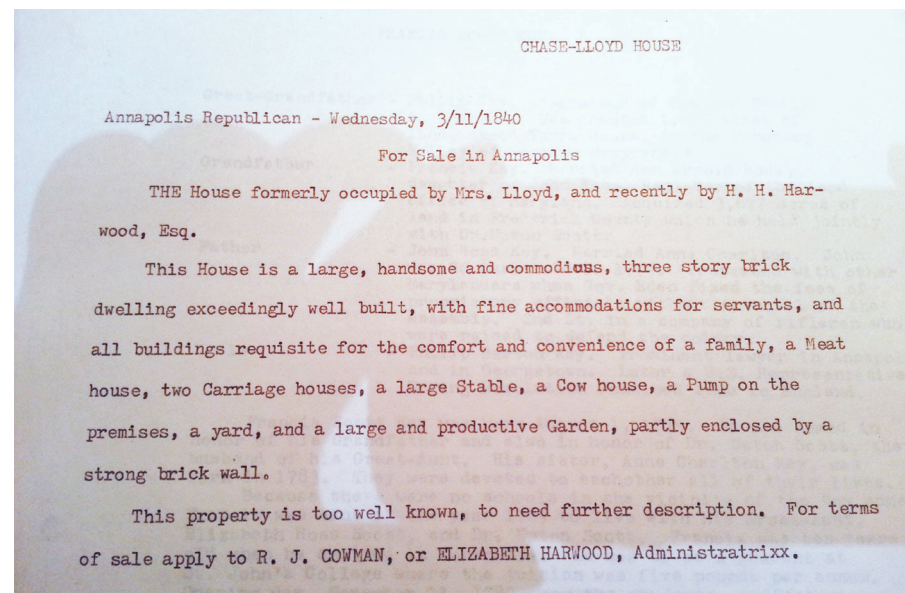 CHASE-LLOYD HOUSE
Annapolis Republican - Wednesday, 3/11/1840
For Sale in Annapolis
THE House formerly occupied by Mrs. Lloyd, and recently by H. H. Har-
wood, Esq.
This House is a large, handsome and commodious, three story brick
dwelling exceedingly well built, with fine accommodations for servants, and
all buildings requisite for the comfort and convenience of a family, a Meat
house, two Carriage houses, a large Stable, a Cow house, a Pump on the
premises, a yard, and a large and productive Garden, partly enclosed by a
strong brick wall.
This property is too well known, to need further description. For terms
of sale apply to R. J. COWMAN, or ELIZABETH HARWOOD, Administratrixx.